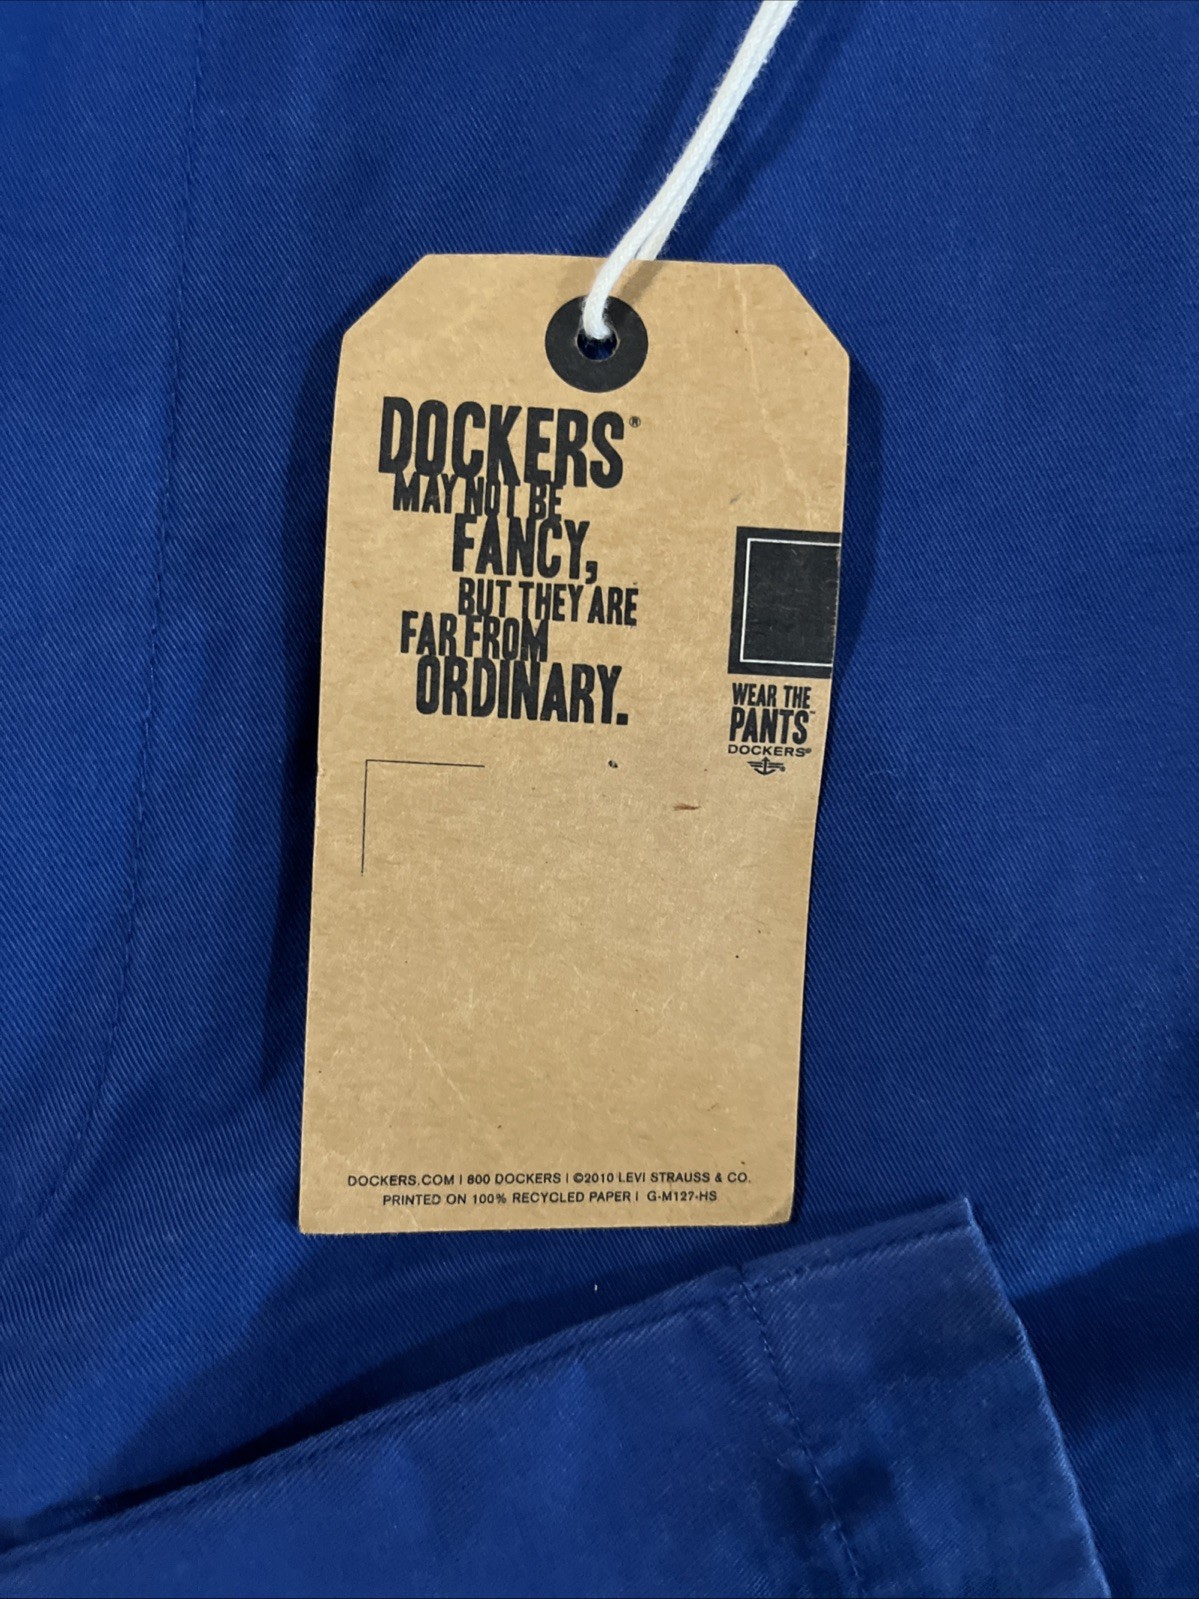 DOCKERS®
MAY NOT BE
FANCY,
BUT THEY ARE
FAR FROM
ORDINARY.
WEAR THE
PANTS™
DOCKERS®
DOCKERS.COM | 800 DOCKERS | ©2010 LEVI STRAUSS & CO.
PRINTED ON 100% RECYCLED PAPER | G-M127-HS